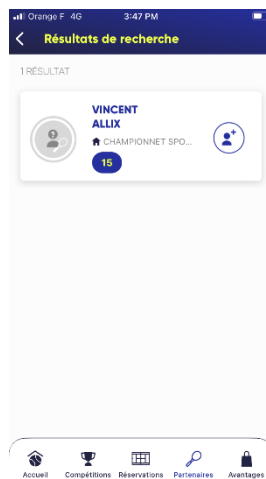 Orange F 4G 3:47 PM
Résultats de recherche
1 RÉSULTAT
VINCENT
ALLIX
CHAMPIONNET SPO...
15
Accueil Compétitions Réservations Partenaires Avantages